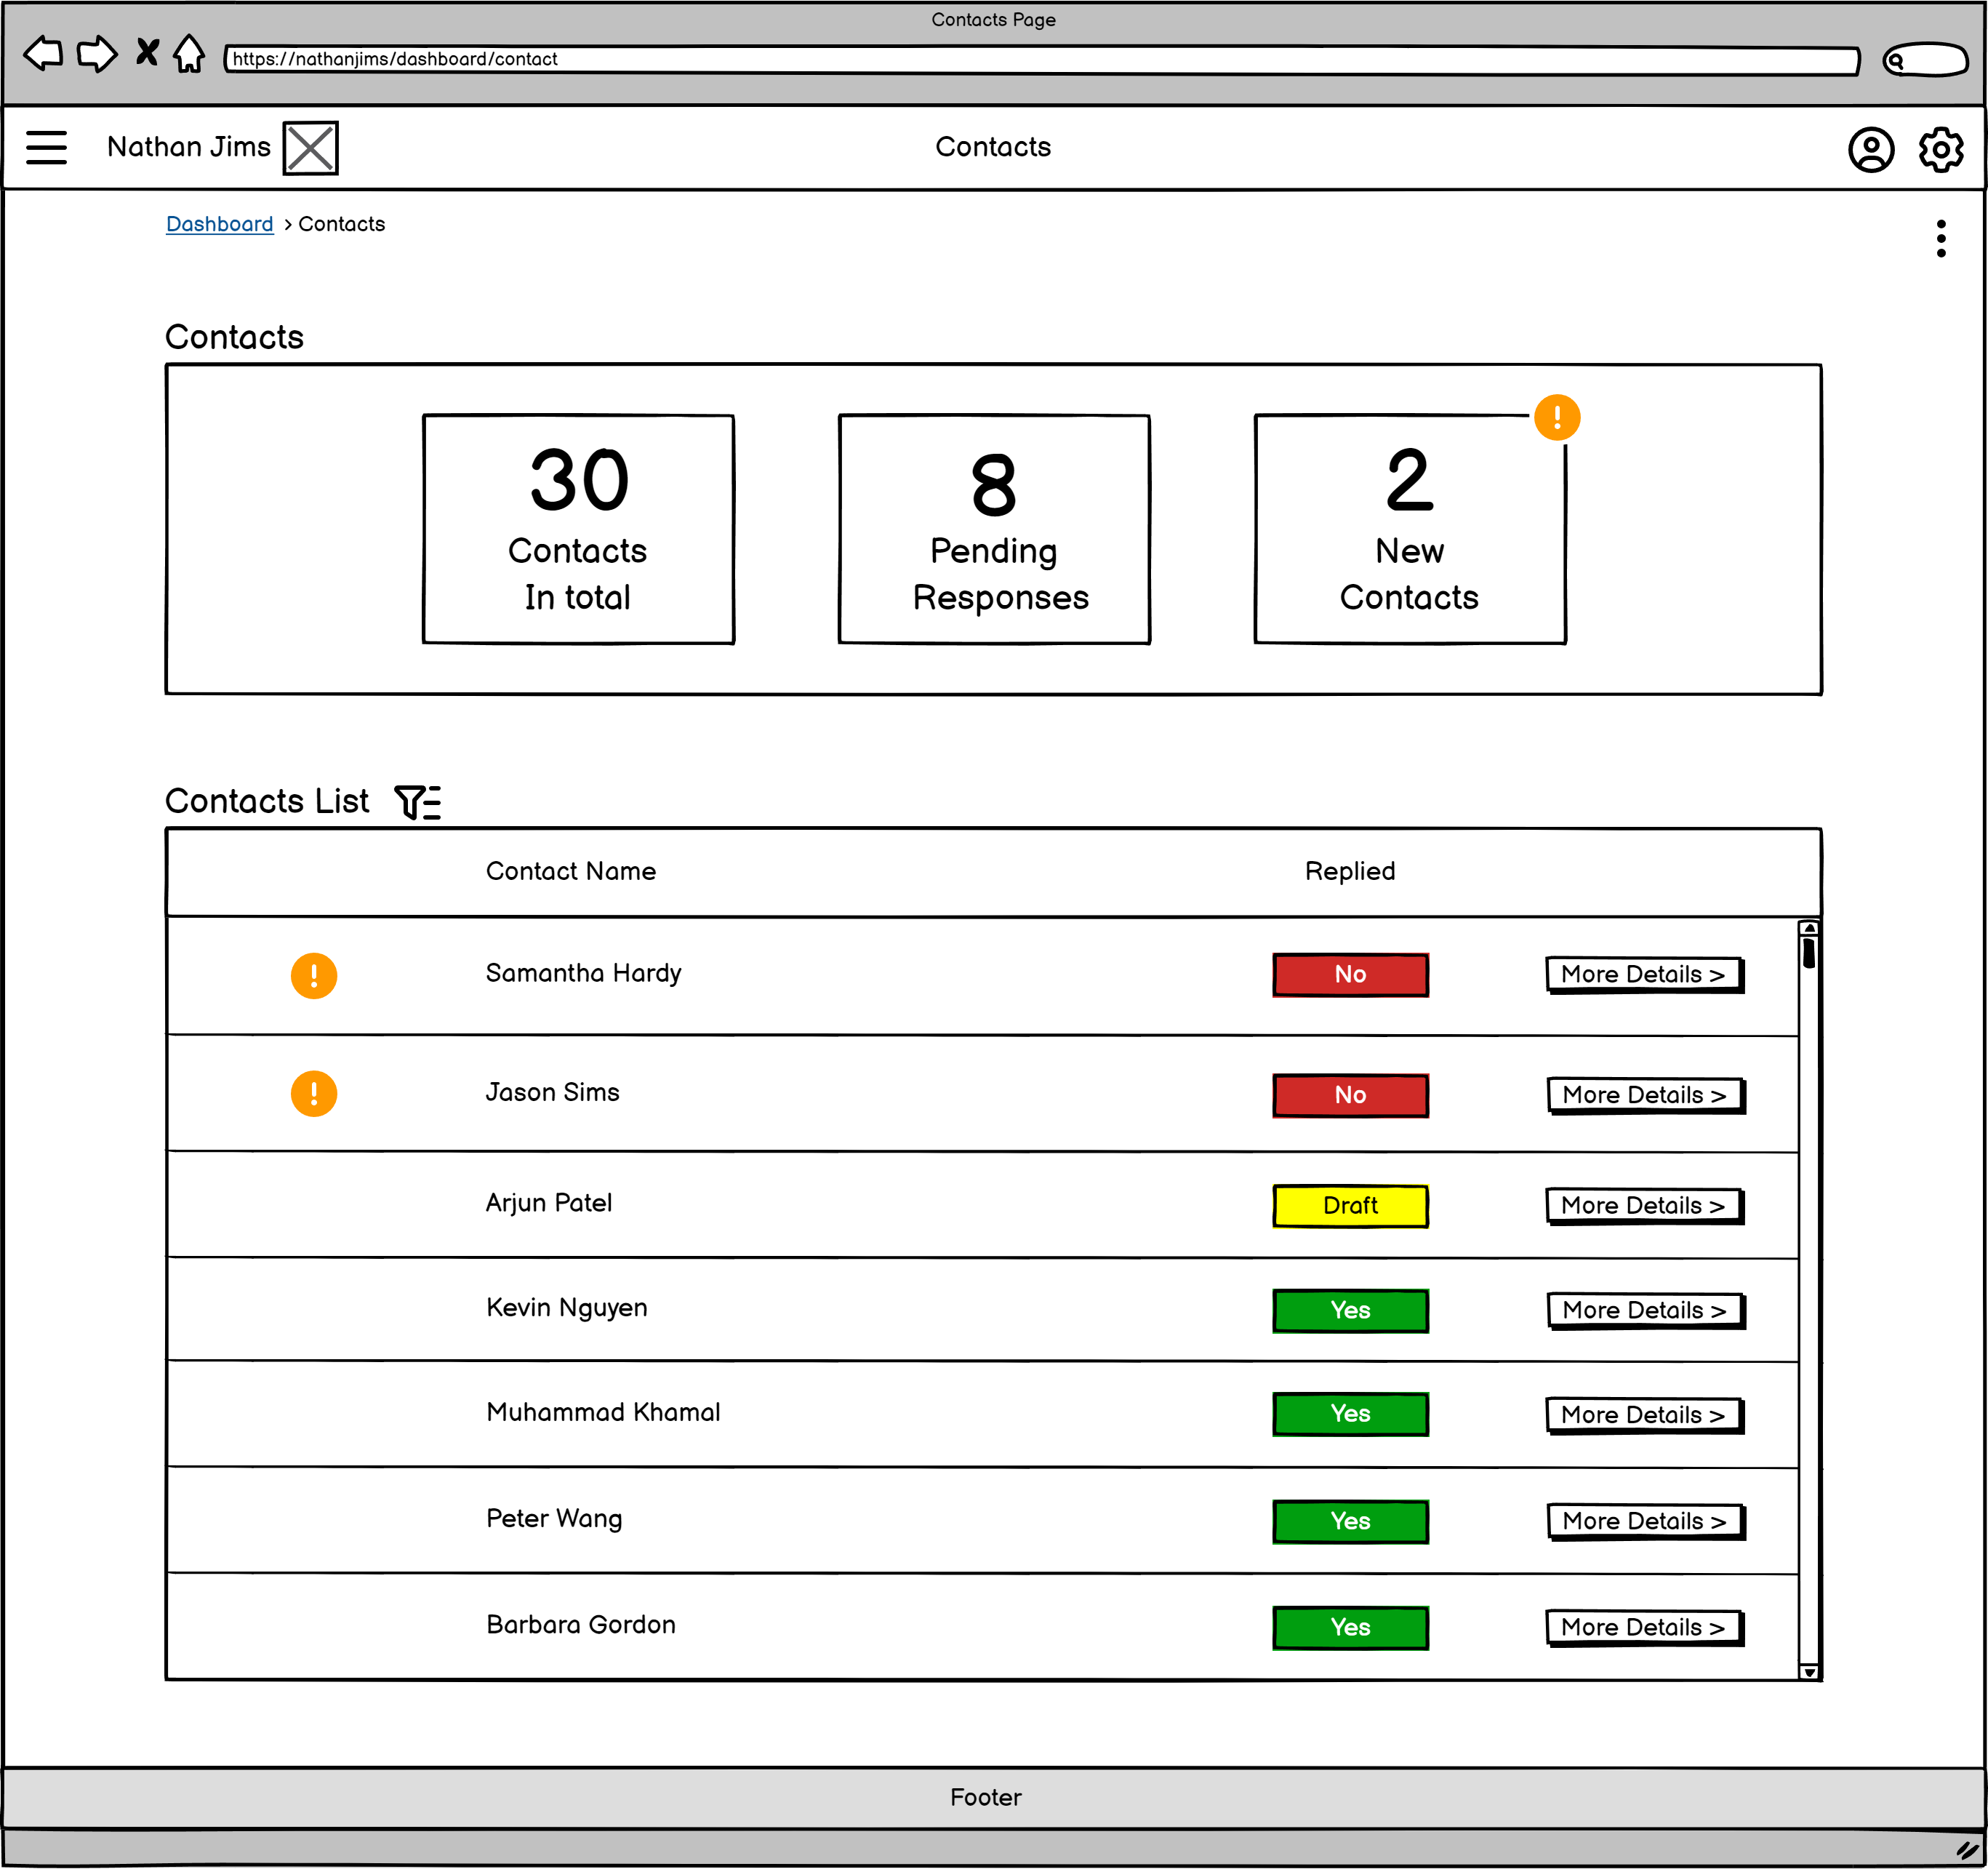 Contacts Page
https://nathanjims/dashboard/contact
Nathan Jims
Contacts
Dashboard > Contacts
Contacts
30
Contacts
In total
8
Pending
Responses
2
New
Contacts
Contacts List
Contact Name Replied
Samantha Hardy No More Details >
Jason Sims No More Details >
Arjun Patel Draft More Details >
Kevin Nguyen Yes More Details >
Muhammad Khamal Yes More Details >
Peter Wang Yes More Details >
Barbara Gordon Yes More Details >
Footer